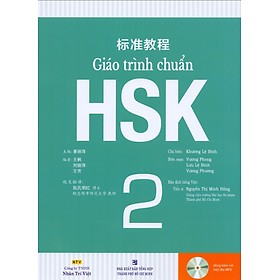 标准教程
Giáo trình chuẩn
HSK
2
主编：姜丽萍
Chủ biên: Khương Lệ Bình
编者：王枫
Biên soạn: Vương Phong
刘丽萍
Lưu Lệ Bình
王芳
Vương Phương
Bản dịch tiếng Việt
Tiến sĩ Nguyễn Thị Minh Hồng
NTV
Công ty TNHH
Nhân Trí Việt
NHÀ XUẤT BẢN TỔNG HỢP
THÀNH PHỐ HỒ CHÍ MINH